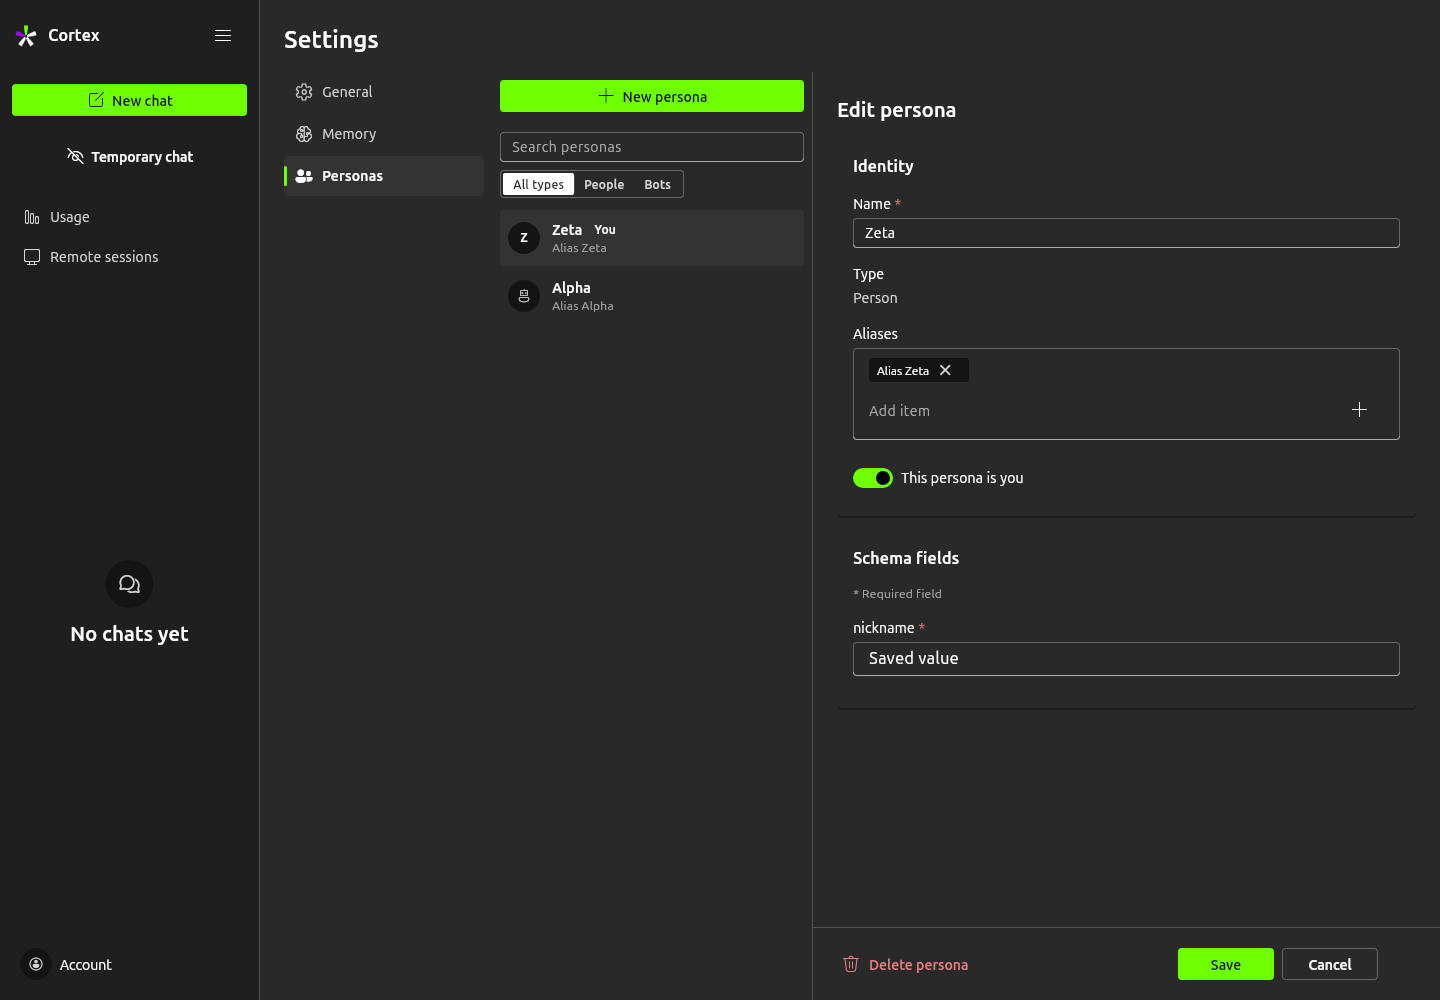 Cortex
New chat
Temporary chat
Usage
Remote sessions
No chats yet
Account
Settings
General
Memory
Personas
New persona
Search personas
All types People Bots
Z Zeta You
Alias Zeta
Alpha
Alias Alpha
Edit persona
Identity
Name *
Zeta
Type
Person
Aliases
Alias Zeta
Add item
This persona is you
Schema fields
* Required field
nickname *
Saved value
Delete persona
Save Cancel